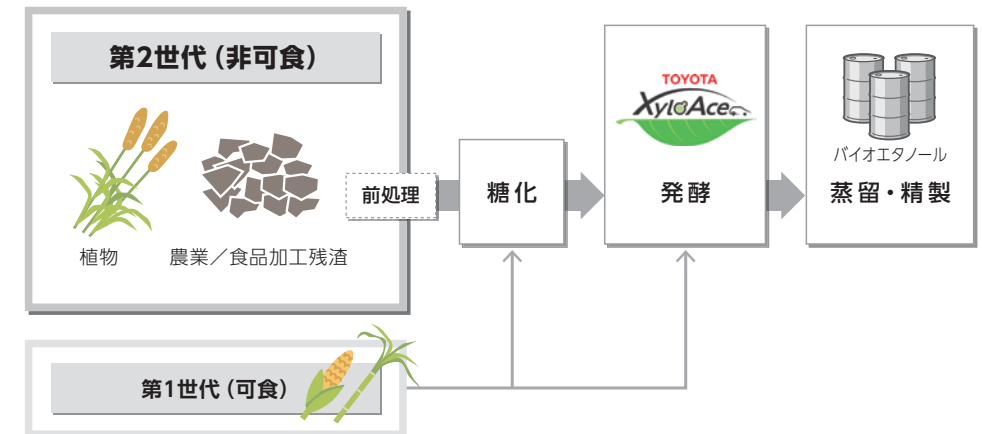 第2世代（非可食）
植物
農業／食品加工残渣
前処理
糖化
TOYOTA
XyloAce
発酵
バイオエタノール
蒸留・精製
第1世代（可食）